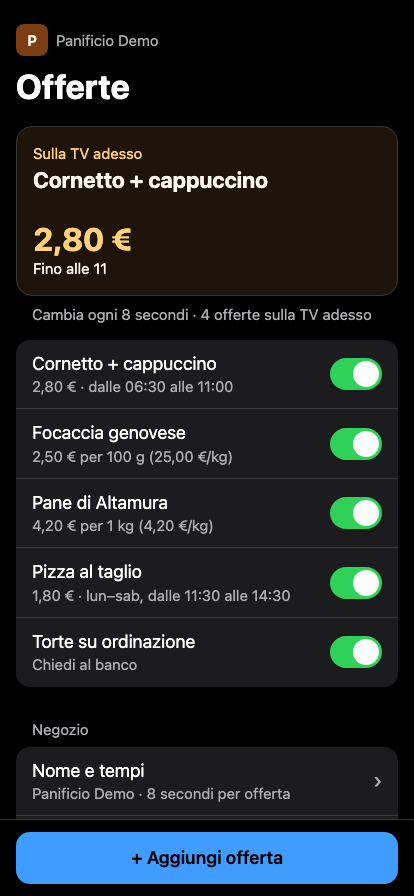 P
Panificio Demo
Offerte
Sulla TV adesso
Cornetto + cappuccino
2,80 €
Fino alle 11
Cambia ogni 8 secondi · 4 offerte sulla TV adesso
Cornetto + cappuccino
2,80 € · dalle 06:30 alle 11:00
Focaccia genovese
2,50 € per 100 g (25,00 €/kg)
Pane di Altamura
4,20 € per 1 kg (4,20 €/kg)
Pizza al taglio
1,80 € · lun–sab, dalle 11:30 alle 14:30
Torte su ordinazione
Chiedi al banco
Negozio
Nome e tempi
Panificio Demo · 8 secondi per offerta
+ Aggiungi offerta